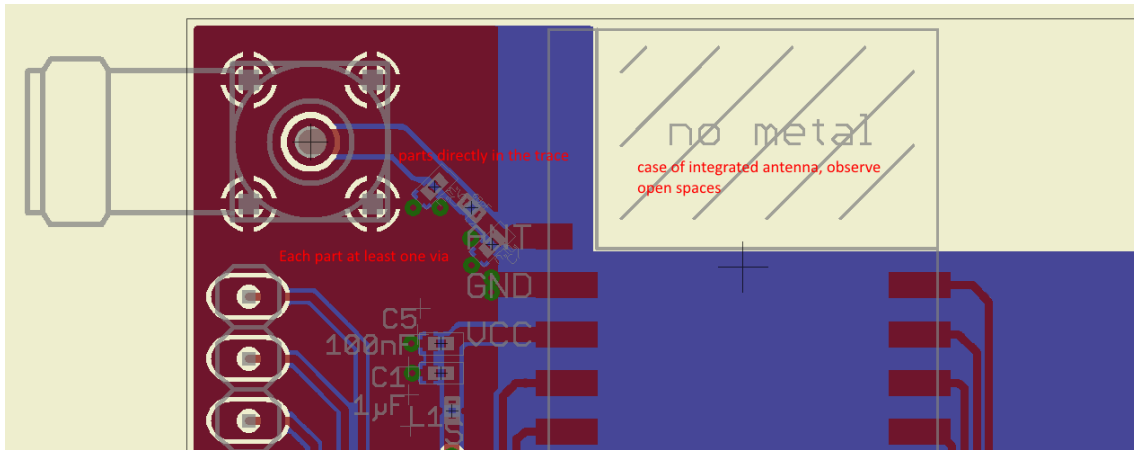 no metal
parts directly in the trace
case of integrated antenna, observe
open spaces
ANT
Each part at least one via
GND
C5
VCC
100nF
C1
1µF
L1